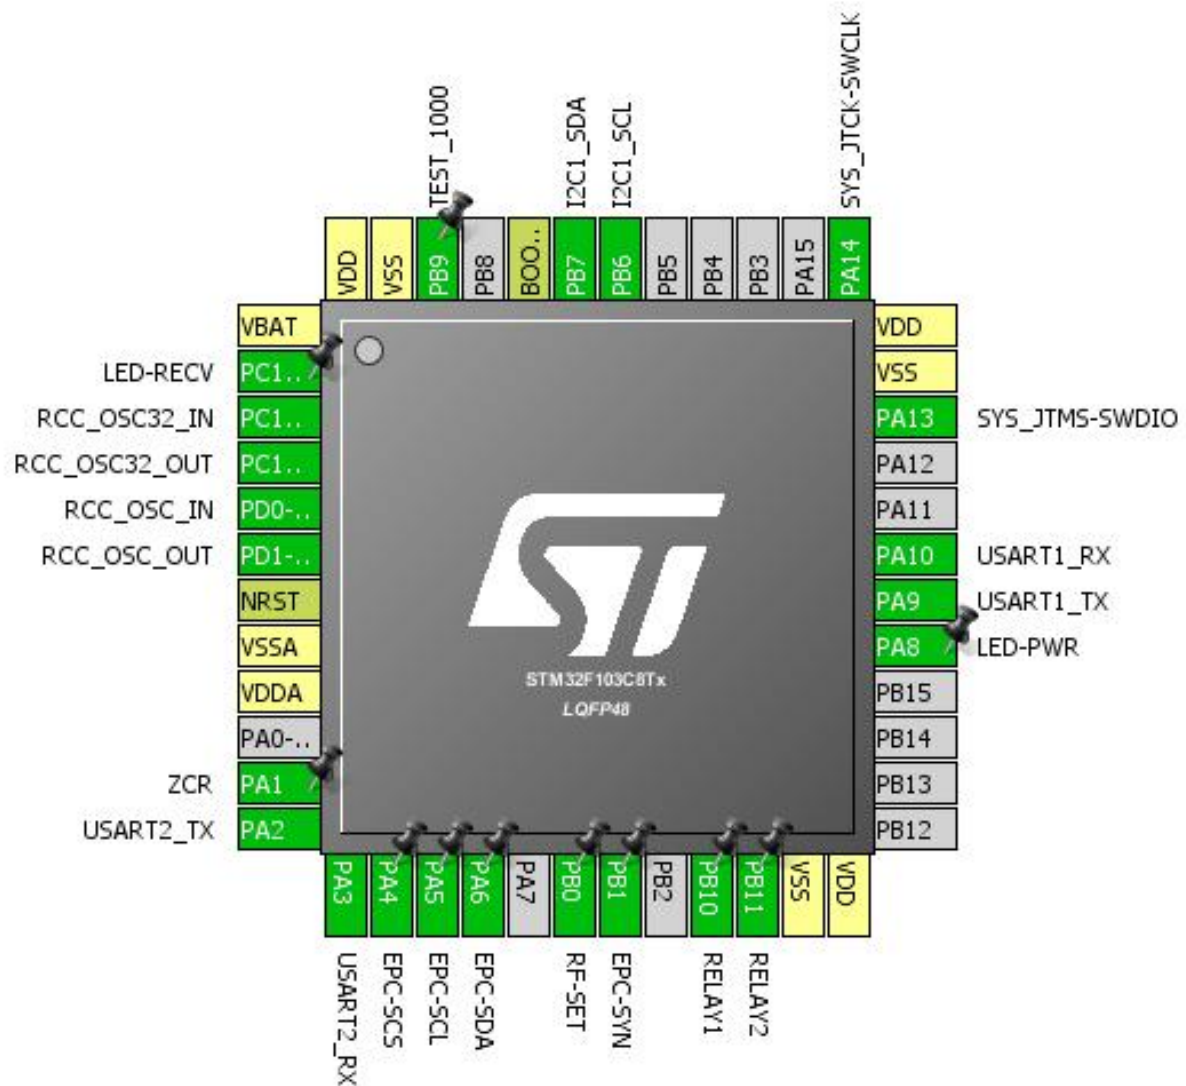 TEST_1000
I2C1_SDA
I2C1_SCL
SYS_JTCK-SWCLK
VDD
VSS
PB9
PB8
BOO..
PB7
PB6
PB5
PB4
PB3
PA15
PA14
VBAT
LED-RECV PC1..
RCC_OSC32_IN PC1..
RCC_OSC32_OUT PC1..
RCC_OSC_IN PD0-..
RCC_OSC_OUT PD1-..
NRST
VSSA
VDDA
PA0-..
ZCR PA1
USART2_TX PA2
ST
STM32F103C8Tx
LQFP48
VDD
VSS
PA13 SYS_JTMS-SWDIO
PA12
PA11
PA10 USART1_RX
PA9 USART1_TX
PA8 LED-PWR
PB15
PB14
PB13
PB12
PA3
PA4
PA5
PA6
PA7
PB0
PB1
PB2
PB10
PB11
VSS
VDD
USART2_RX
EPC-SCS
EPC-SCL
EPC-SDA
RF-SET
EPC-SYN
RELAY1
RELAY2